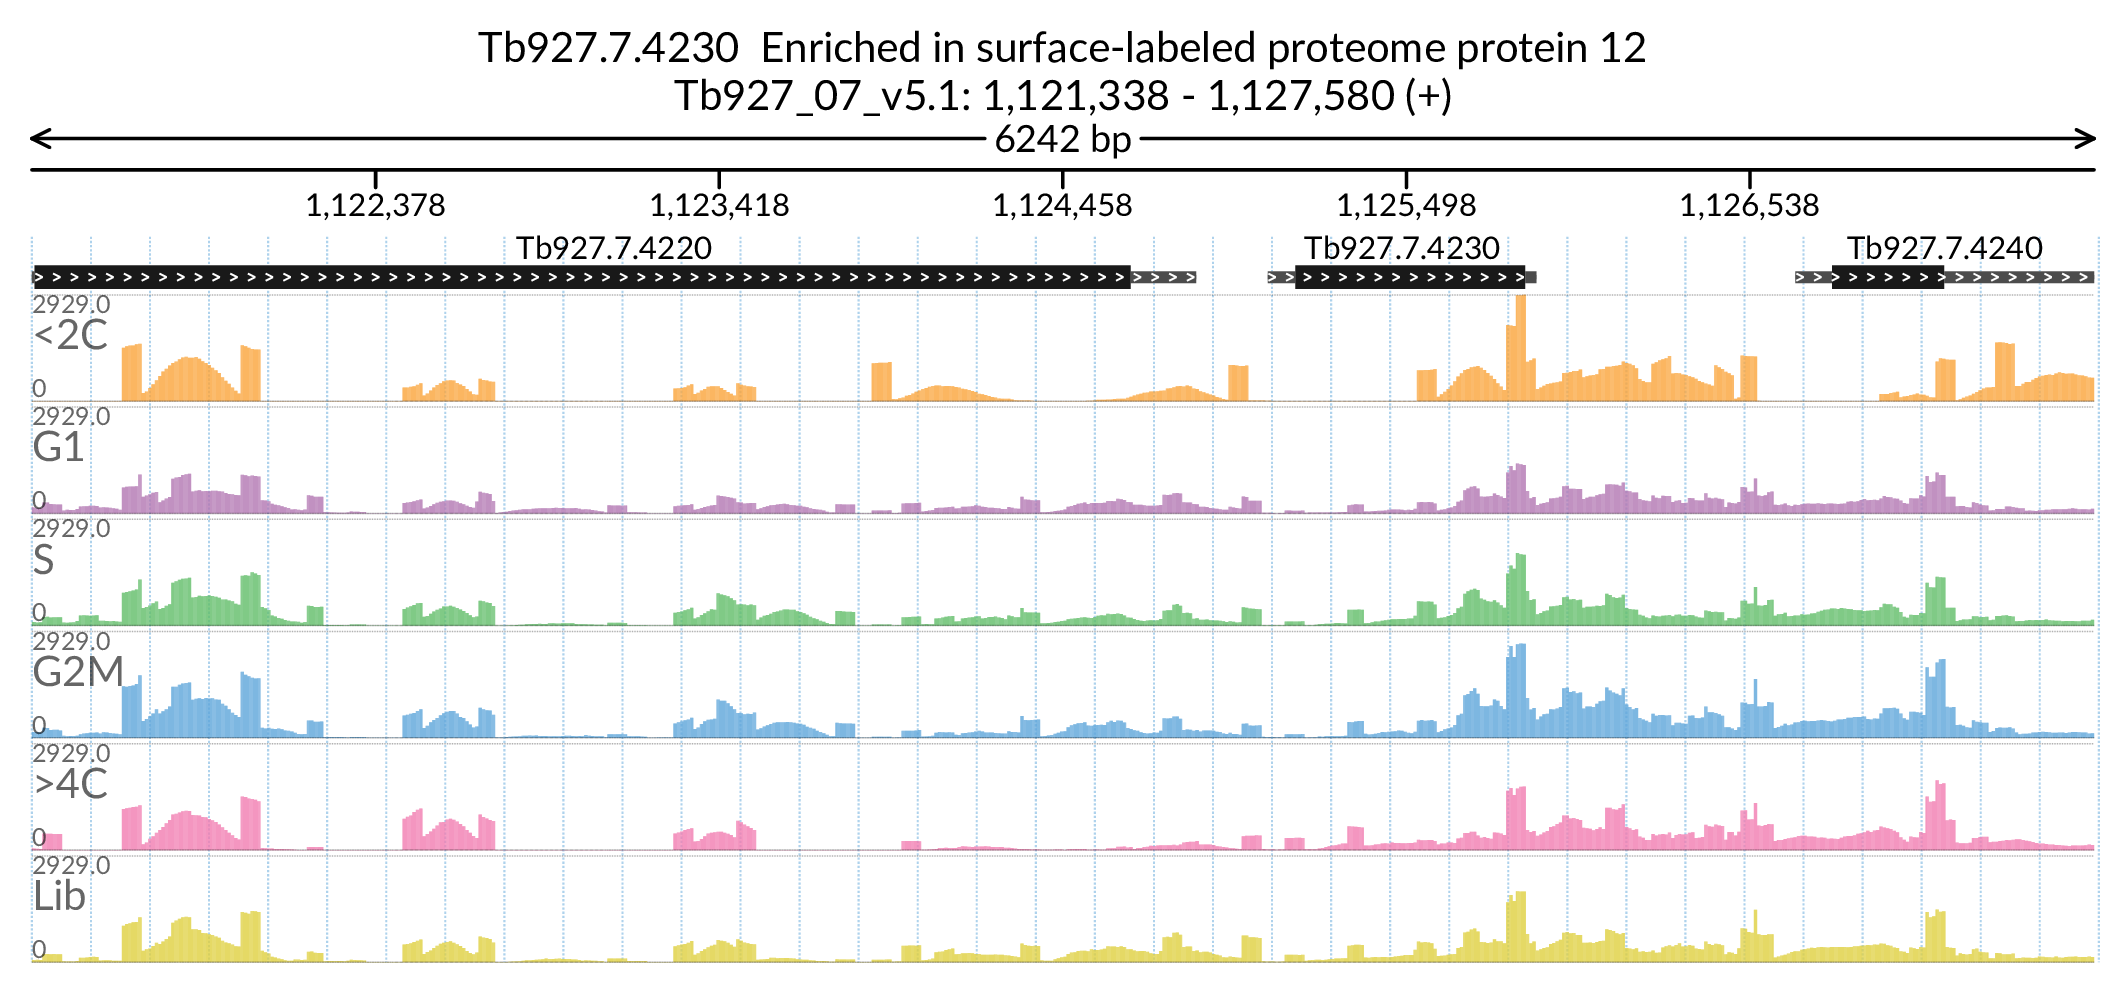 Tb927.7.4230  Enriched in surface-labeled proteome protein 12
Tb927_07_v5.1: 1,121,338 - 1,127,580 (+)
6242 bp
1,122,378 1,123,418 1,124,458 1,125,498 1,126,538
Tb927.7.4220 Tb927.7.4230 Tb927.7.4240
2929.0
<2C
0
2929.0
G1
0
2929.0
S
0
2929.0
G2M
0
2929.0
>4C
0
2929.0
Lib
0